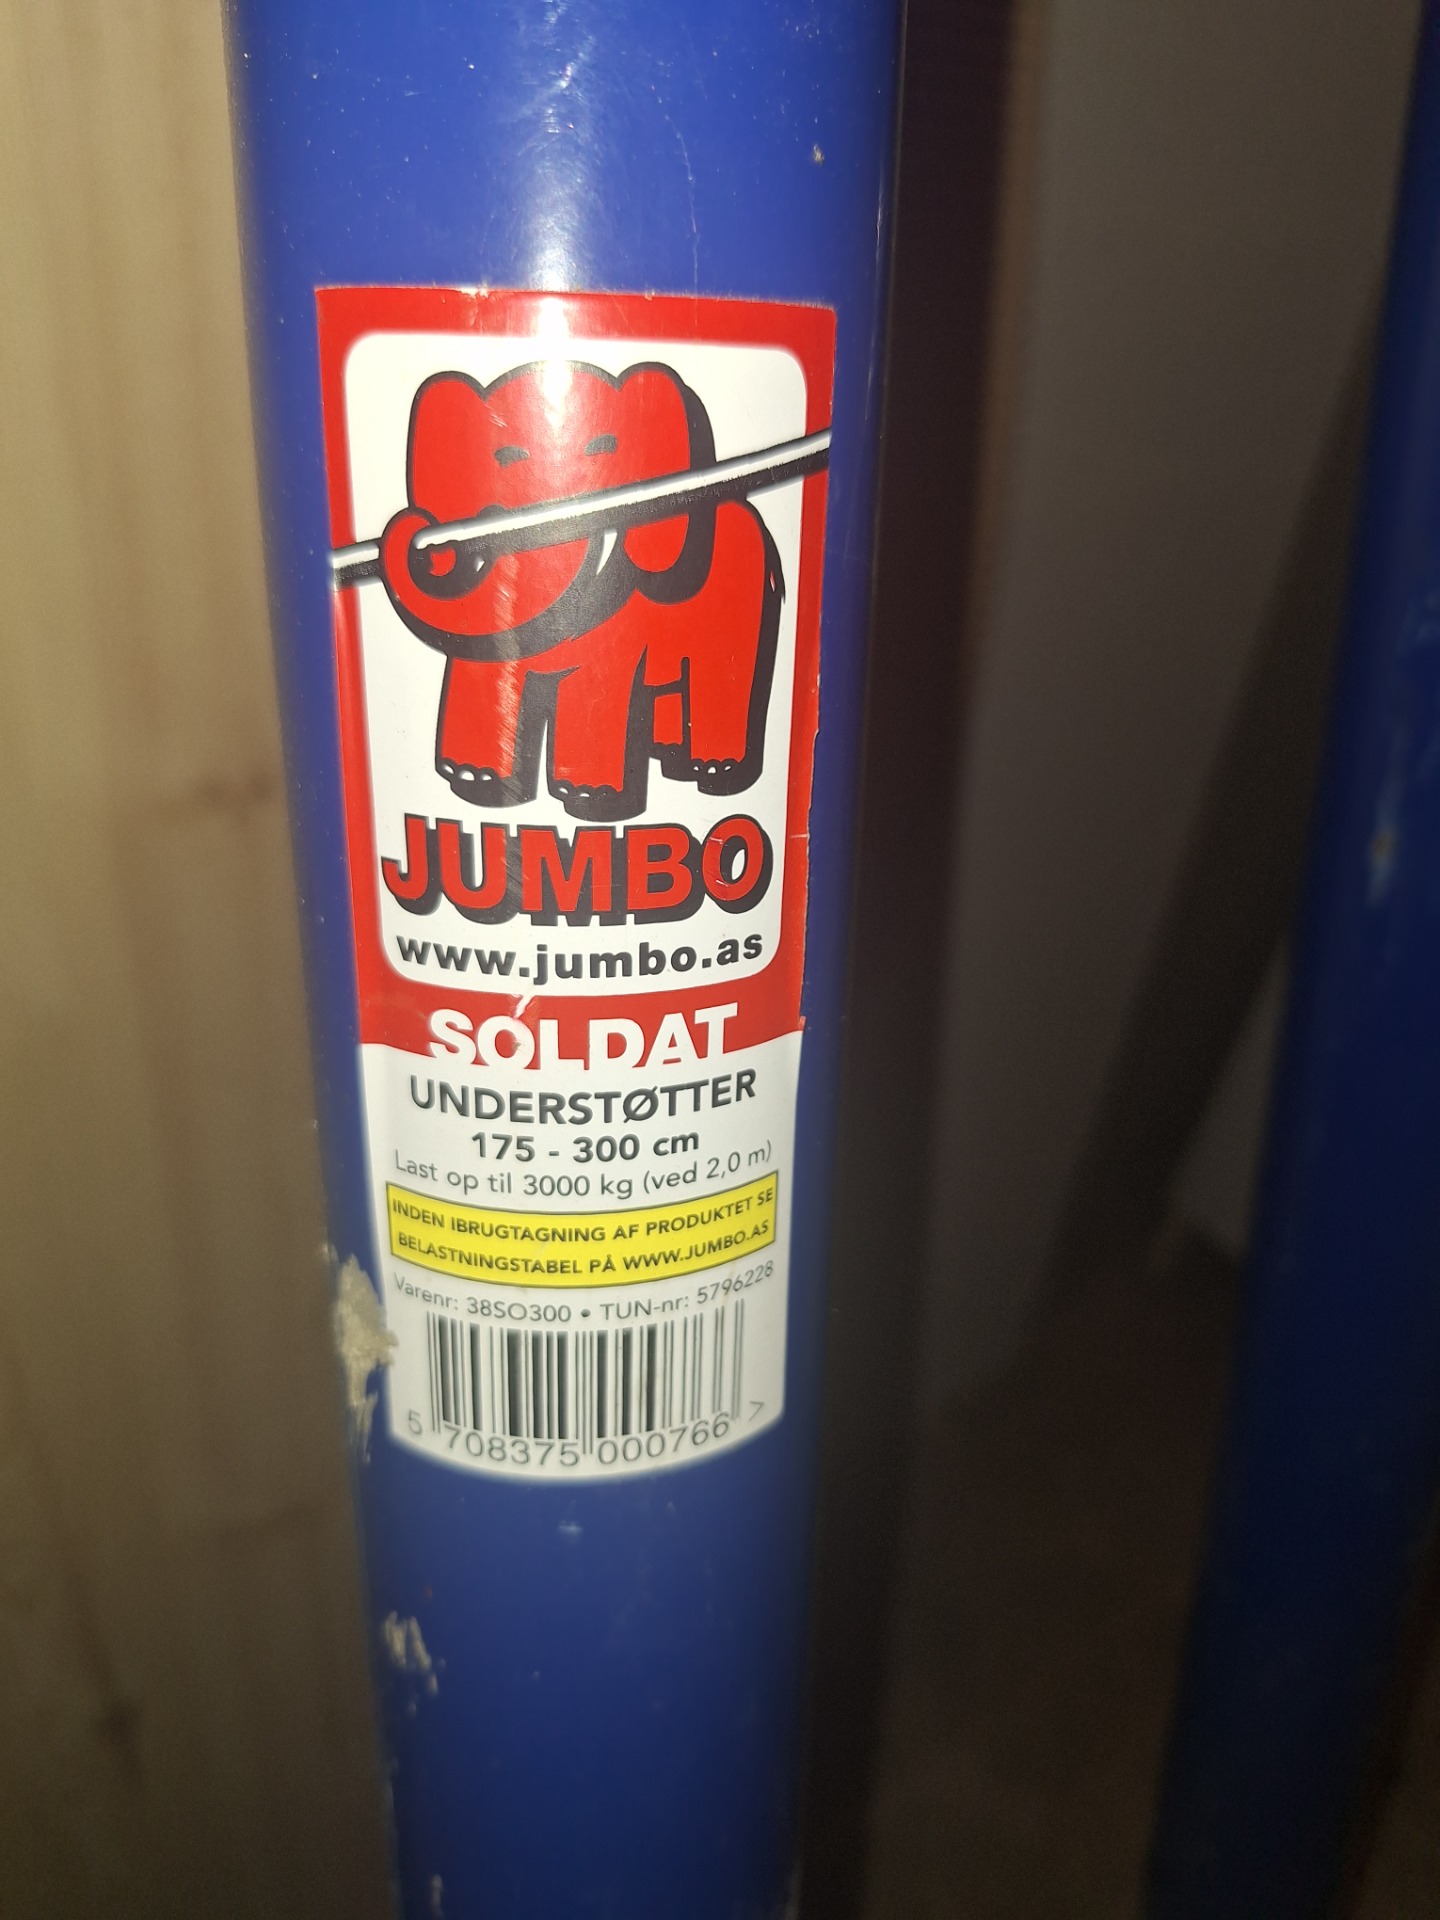 JUMBO
www.jumbo.as
SOLDAT
UNDERSTØTTER
175 - 300 cm
Last op til 3000 kg (ved 2,0 m)
INDEN IBRUGTAGNING AF PRODUKTET SE
BELASTNINGSTABEL PÅ WWW.JUMBO.AS
Varenr: 38SO300 • TUN-nr: 5796228
5 708375 000766 >